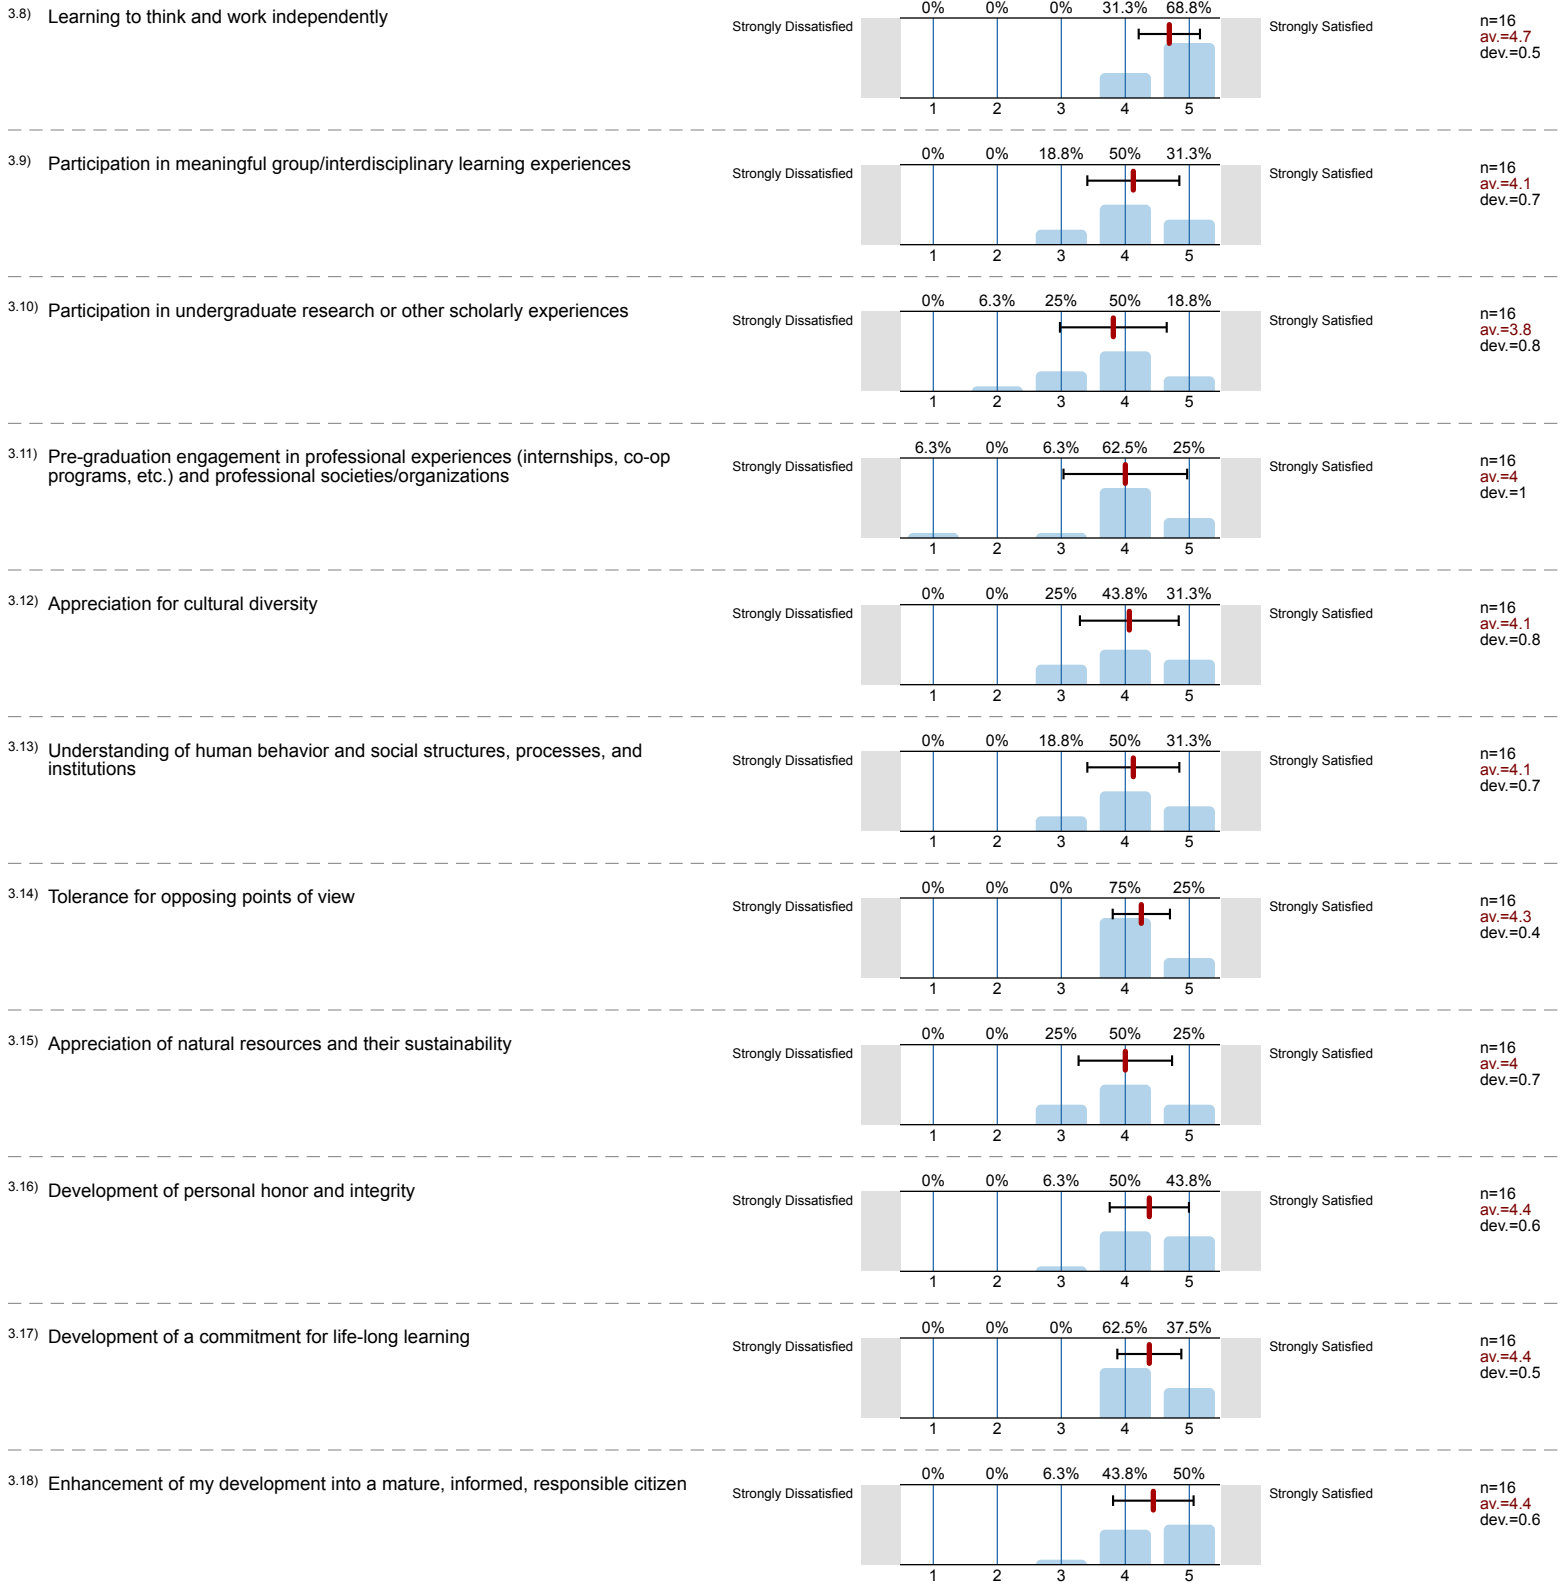 3.8) Learning to think and work independently
Strongly Dissatisfied
0% 0% 0% 31.3% 68.8%
1 2 3 4 5
Strongly Satisfied
n=16
av.=4.7
dev.=0.5
3.9) Participation in meaningful group/interdisciplinary learning experiences
Strongly Dissatisfied
0% 0% 18.8% 50% 31.3%
1 2 3 4 5
Strongly Satisfied
n=16
av.=4.1
dev.=0.7
3.10) Participation in undergraduate research or other scholarly experiences
Strongly Dissatisfied
0% 6.3% 25% 50% 18.8%
1 2 3 4 5
Strongly Satisfied
n=16
av.=3.8
dev.=0.8
3.11) Pre-graduation engagement in professional experiences (internships, co-op
programs, etc.) and professional societies/organizations
Strongly Dissatisfied
6.3% 0% 6.3% 62.5% 25%
1 2 3 4 5
Strongly Satisfied
n=16
av.=4
dev.=1
3.12) Appreciation for cultural diversity
Strongly Dissatisfied
0% 0% 25% 43.8% 31.3%
1 2 3 4 5
Strongly Satisfied
n=16
av.=4.1
dev.=0.8
3.13) Understanding of human behavior and social structures, processes, and
institutions
Strongly Dissatisfied
0% 0% 18.8% 50% 31.3%
1 2 3 4 5
Strongly Satisfied
n=16
av.=4.1
dev.=0.7
3.14) Tolerance for opposing points of view
Strongly Dissatisfied
0% 0% 0% 75% 25%
1 2 3 4 5
Strongly Satisfied
n=16
av.=4.3
dev.=0.4
3.15) Appreciation of natural resources and their sustainability
Strongly Dissatisfied
0% 0% 25% 50% 25%
1 2 3 4 5
Strongly Satisfied
n=16
av.=4
dev.=0.7
3.16) Development of personal honor and integrity
Strongly Dissatisfied
0% 0% 6.3% 50% 43.8%
1 2 3 4 5
Strongly Satisfied
n=16
av.=4.4
dev.=0.6
3.17) Development of a commitment for life-long learning
Strongly Dissatisfied
0% 0% 0% 62.5% 37.5%
1 2 3 4 5
Strongly Satisfied
n=16
av.=4.4
dev.=0.5
3.18) Enhancement of my development into a mature, informed, responsible citizen
Strongly Dissatisfied
0% 0% 6.3% 43.8% 50%
1 2 3 4 5
Strongly Satisfied
n=16
av.=4.4
dev.=0.6